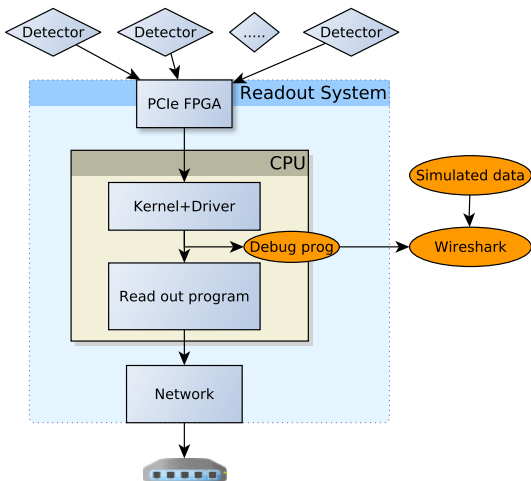 Detector
Detector
.....
Detector
PCIe FPGA
Readout System
CPU
Simulated data
Kernel+Driver
Debug prog
Wireshark
Read out program
Network